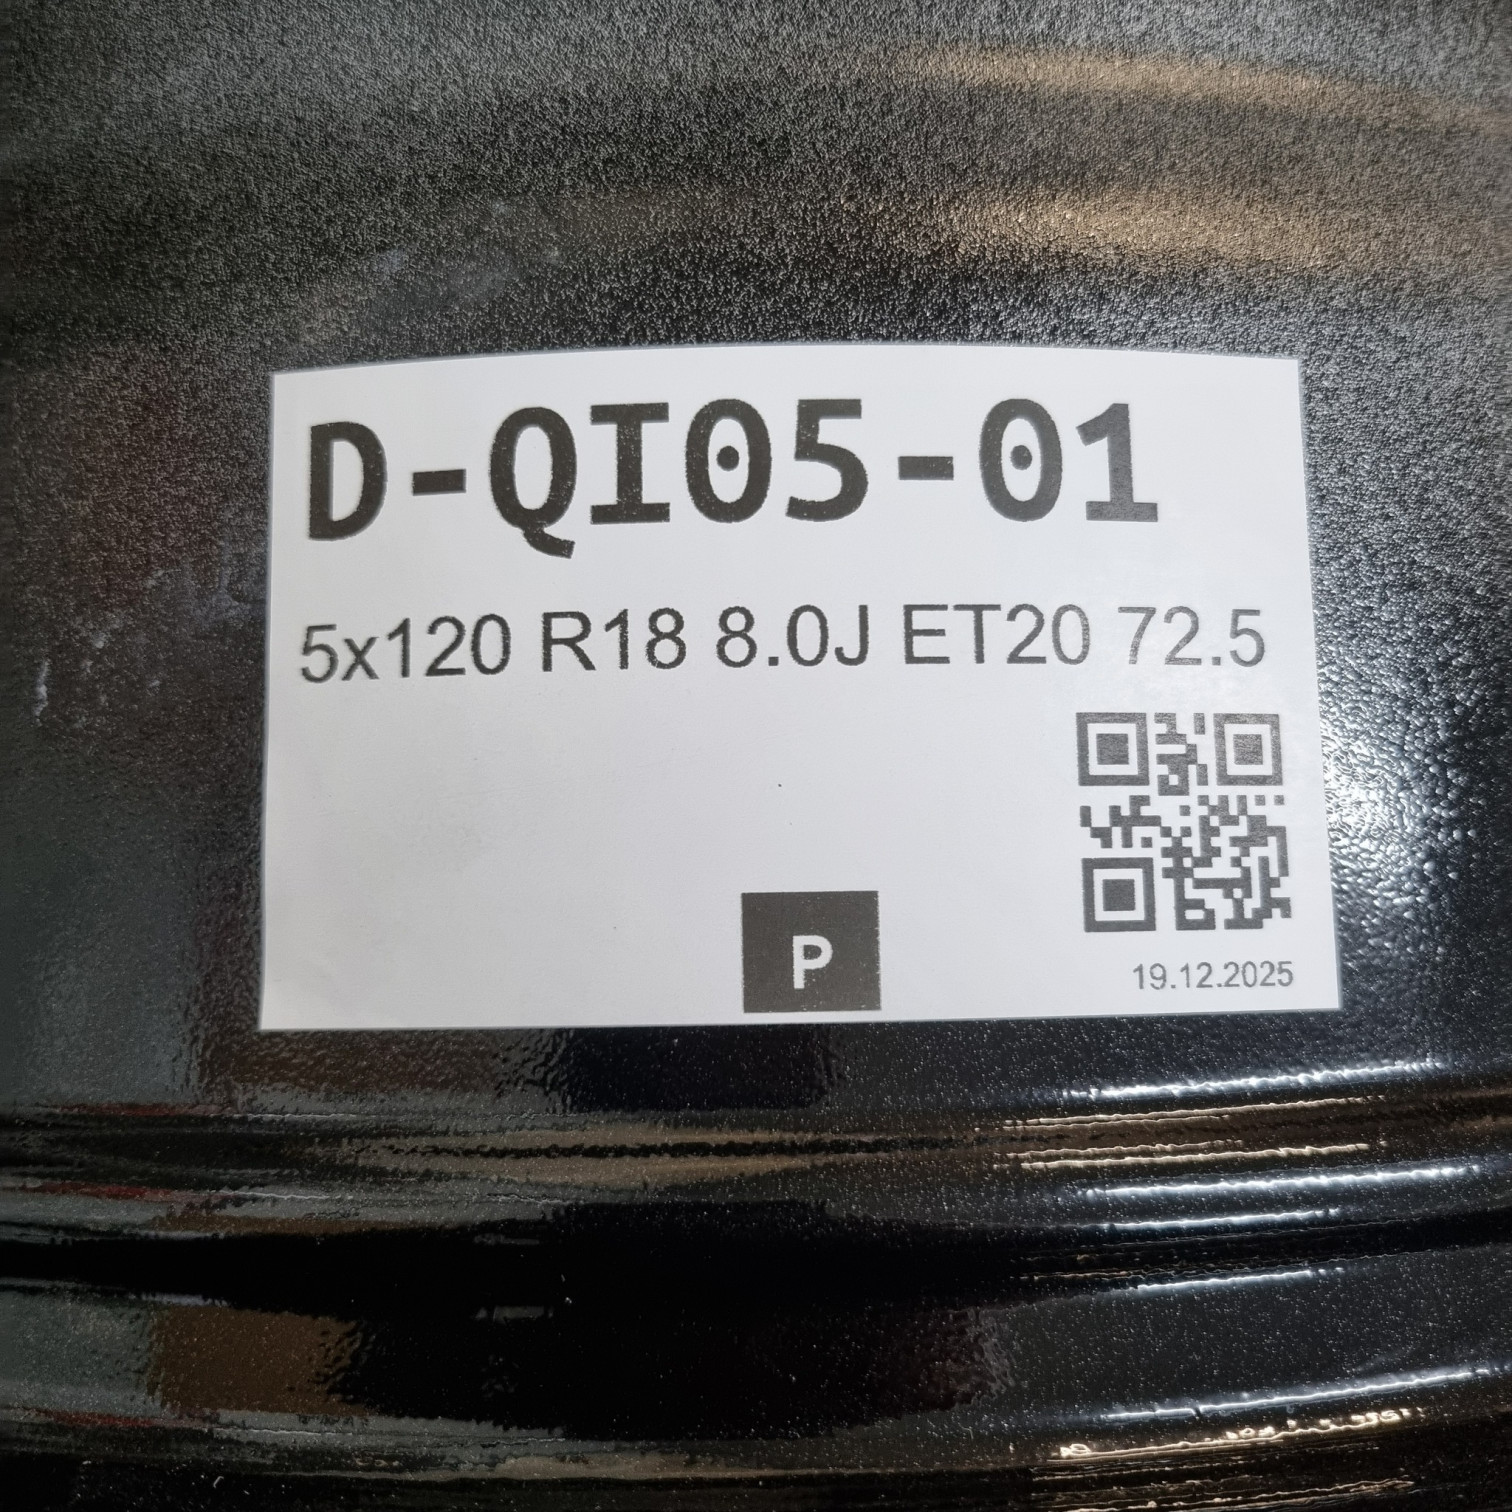 D-QI05-01
5x120 R18 8.0J ET20 72.5
P
19.12.2025